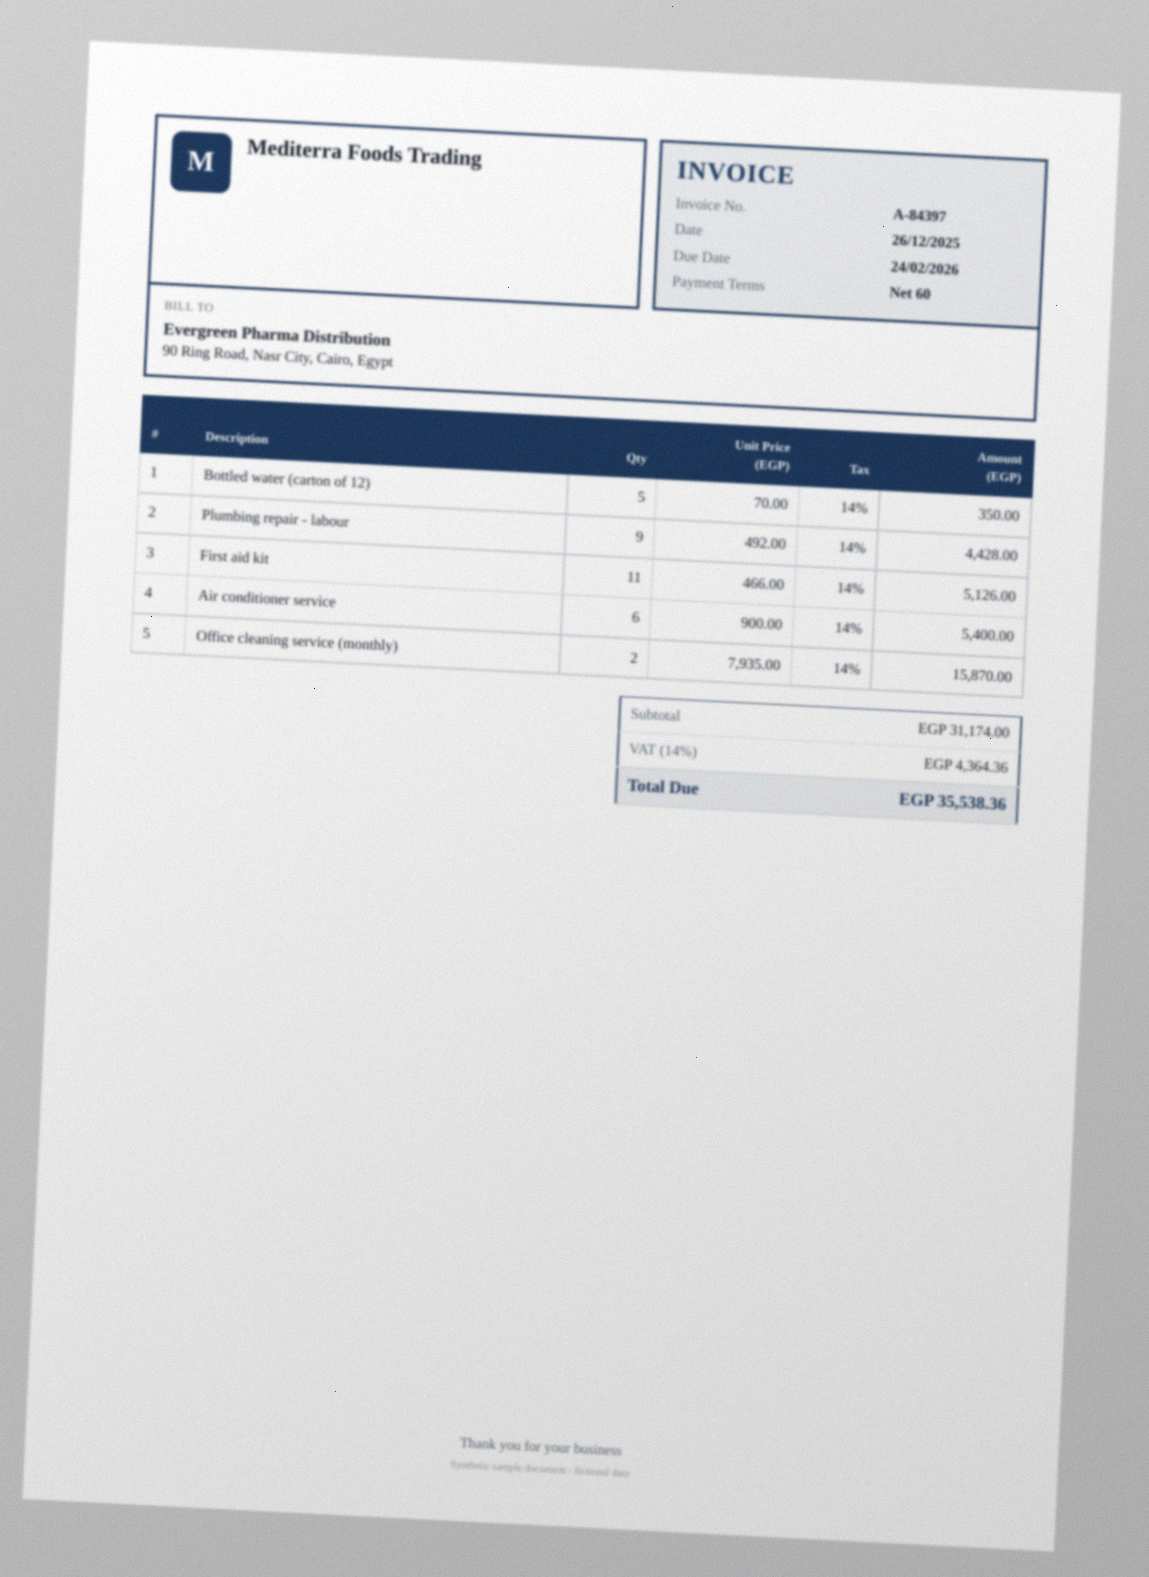 M
Mediterra Foods Trading
INVOICE
Invoice No. A-84397
Date 26/12/2025
Due Date 24/02/2026
Payment Terms Net 60
BILL TO
Evergreen Pharma Distribution
90 Ring Road, Nasr City, Cairo, Egypt
# Description Qty Unit Price (EGP) Tax Amount (EGP)
1 Bottled water (carton of 12) 5 70.00 14% 350.00
2 Plumbing repair - labour 9 492.00 14% 4,428.00
3 First aid kit 11 466.00 14% 5,126.00
4 Air conditioner service 6 900.00 14% 5,400.00
5 Office cleaning service (monthly) 2 7,935.00 14% 15,870.00
Subtotal EGP 31,174.00
VAT (14%) EGP 4,364.36
Total Due EGP 35,538.36
Thank you for your business
Synthetic sample document - fictional data